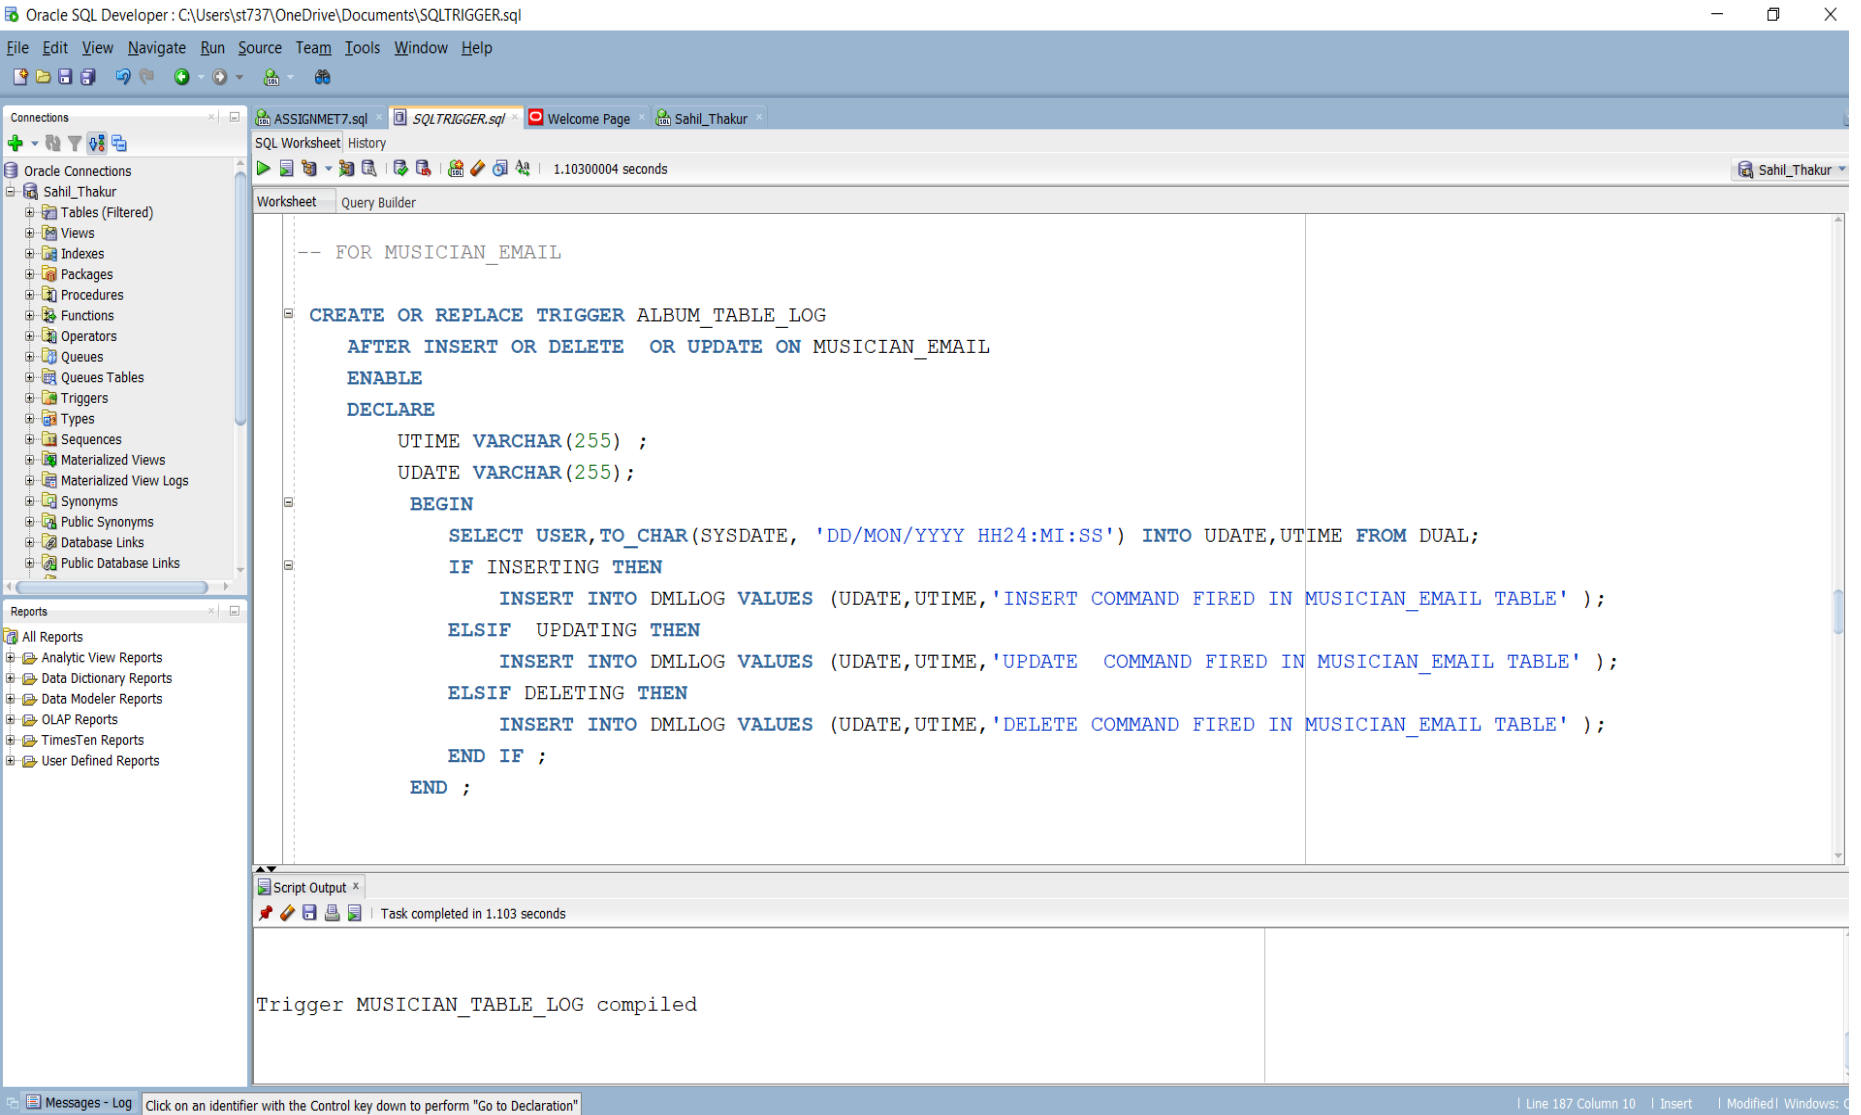 Oracle SQL Developer : C:\Users\st737\OneDrive\Documents\SQLTRIGGER.sql
File Edit View Navigate Run Source Team Tools Window Help
Connections
Oracle Connections
Sahil_Thakur
Tables (Filtered)
Views
Indexes
Packages
Procedures
Functions
Operators
Queues
Queues Tables
Triggers
Types
Sequences
Materialized Views
Materialized View Logs
Synonyms
Public Synonyms
Database Links
Public Database Links
Reports
All Reports
Analytic View Reports
Data Dictionary Reports
Data Modeler Reports
OLAP Reports
TimesTen Reports
User Defined Reports
ASSIGNMET7.sql SQLTRIGGER.sql Welcome Page Sahil_Thakur
SQL Worksheet History
1.10300004 seconds
Sahil_Thakur
Worksheet Query Builder
-- FOR MUSICIAN_EMAIL
CREATE OR REPLACE TRIGGER ALBUM_TABLE_LOG
AFTER INSERT OR DELETE  OR UPDATE ON MUSICIAN_EMAIL
ENABLE
DECLARE
UTIME VARCHAR(255) ;
UDATE VARCHAR(255);
BEGIN
SELECT USER,TO_CHAR(SYSDATE, 'DD/MON/YYYY HH24:MI:SS') INTO UDATE,UTIME FROM DUAL;
IF INSERTING THEN
INSERT INTO DMLLOG VALUES (UDATE,UTIME,'INSERT COMMAND FIRED IN MUSICIAN_EMAIL TABLE' );
ELSIF  UPDATING THEN
INSERT INTO DMLLOG VALUES (UDATE,UTIME,'UPDATE  COMMAND FIRED IN MUSICIAN_EMAIL TABLE' );
ELSIF DELETING THEN
INSERT INTO DMLLOG VALUES (UDATE,UTIME,'DELETE COMMAND FIRED IN MUSICIAN_EMAIL TABLE' );
END IF ;
END ;
Script Output
Task completed in 1.103 seconds
Trigger MUSICIAN_TABLE_LOG compiled
Messages - Log
Click on an identifier with the Control key down to perform "Go to Declaration"
Line 187 Column 10 | Insert | Modified | Windows: C